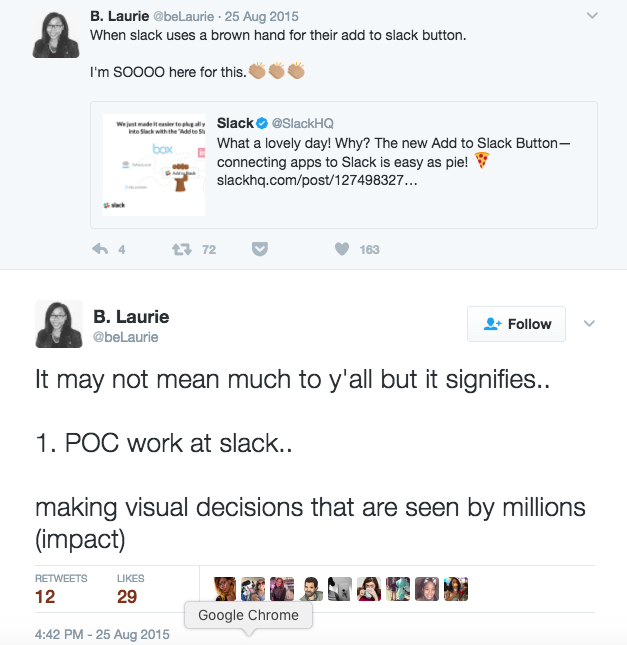 B. Laurie @beLaurie · 25 Aug 2015
When slack uses a brown hand for their add to slack button.
I'm SOOOO here for this.👏🏽👏🏽👏🏽
We just made it easier to plug all y
into Slack with the "Add to Sl
box
Add to Slack
slack
Slack @SlackHQ
What a lovely day! Why? The new Add to Slack Button—
connecting apps to Slack is easy as pie! 🍕
slackhq.com/post/127498327…
4 72 163
B. Laurie
@beLaurie
Follow
It may not mean much to y'all but it signifies..
1. POC work at slack..
making visual decisions that are seen by millions
(impact)
RETWEETS LIKES
12 29
Google Chrome
4:42 PM - 25 Aug 2015